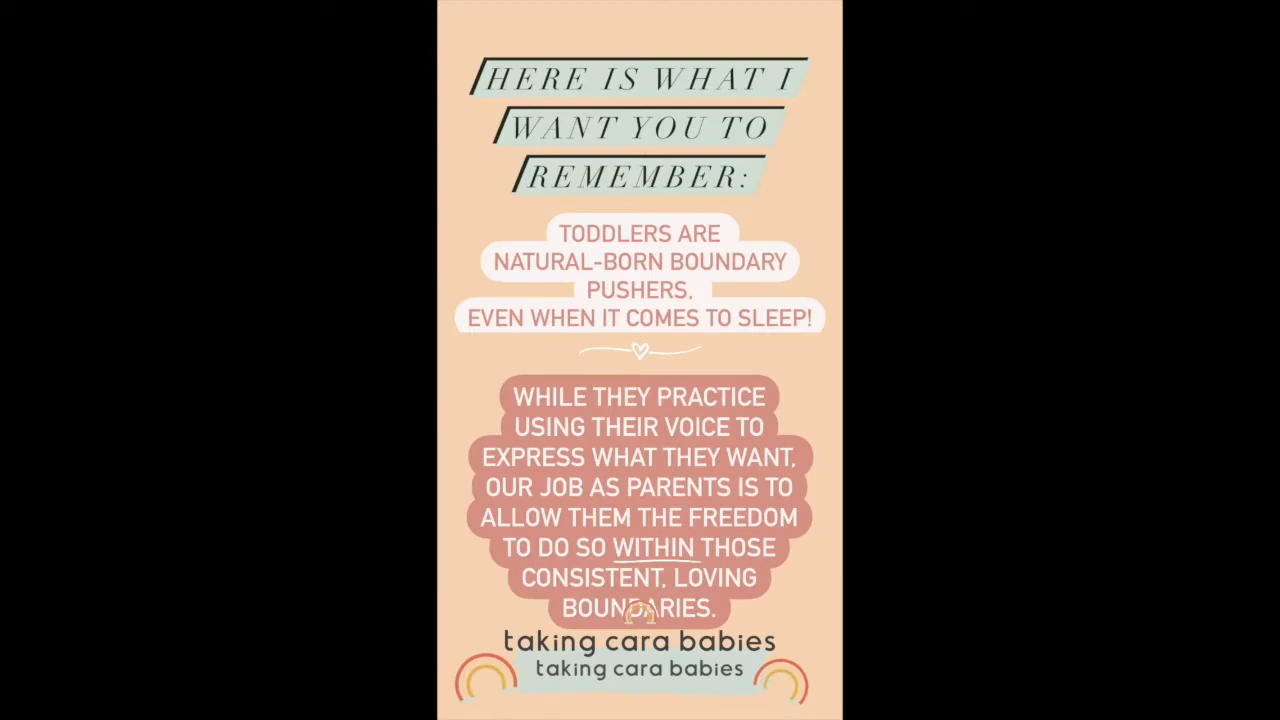 HERE IS WHAT I
WANT YOU TO
REMEMBER:
TODDLERS ARE
NATURAL-BORN BOUNDARY
PUSHERS,
EVEN WHEN IT COMES TO SLEEP!
WHILE THEY PRACTICE
USING THEIR VOICE TO
EXPRESS WHAT THEY WANT,
OUR JOB AS PARENTS IS TO
ALLOW THEM THE FREEDOM
TO DO SO WITHIN THOSE
CONSISTENT, LOVING
BOUNDARIES.
taking cara babies
taking cara babies